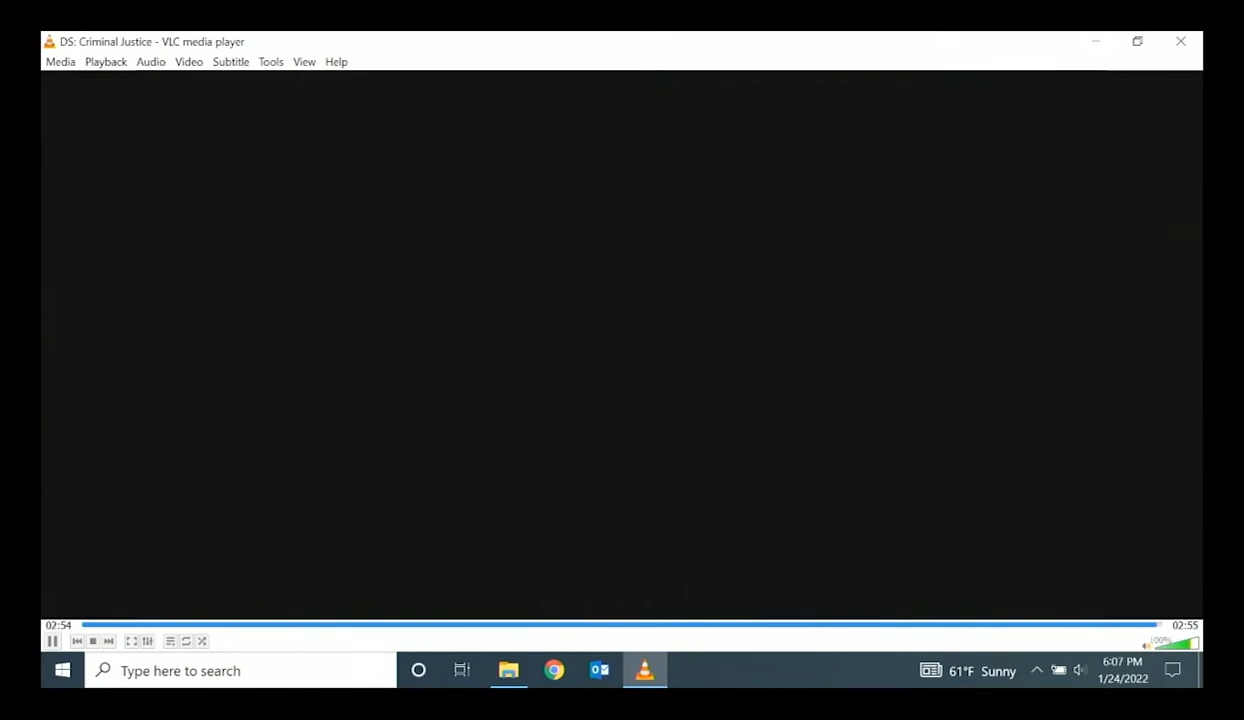 DS: Criminal Justice - VLC media player
Media Playback Audio Video Subtitle Tools View Help
02:54 02:55
100%
Type here to search
61°F Sunny
6:07 PM
1/24/2022